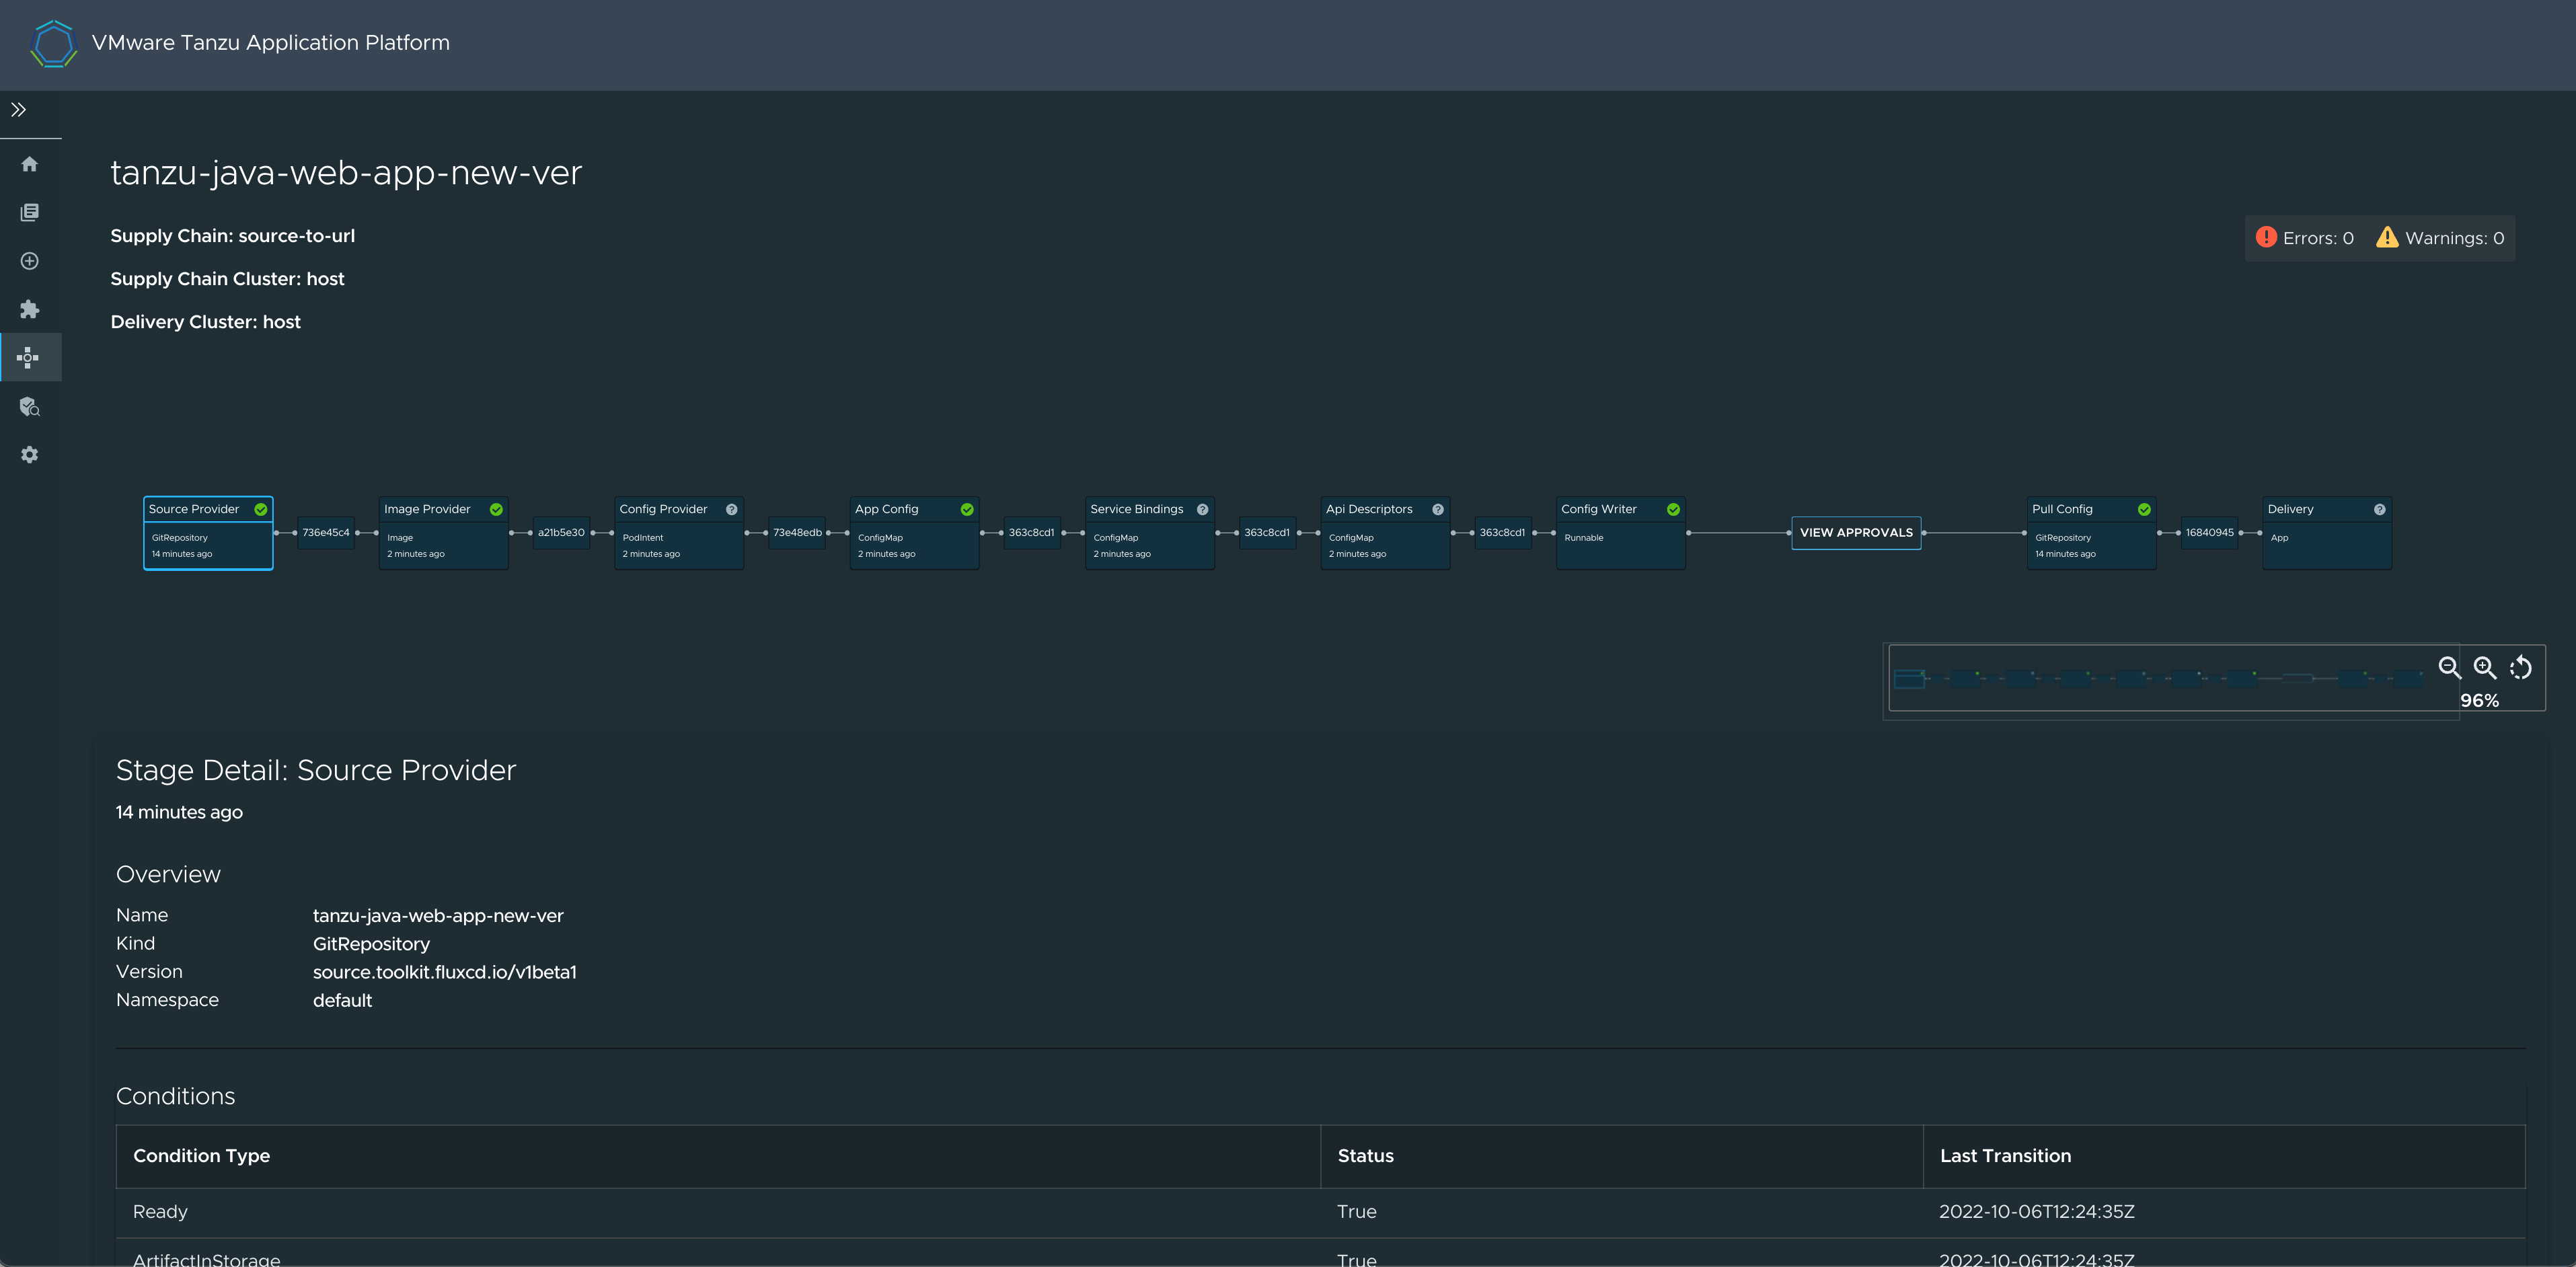 VMware Tanzu Application Platform
tanzu-java-web-app-new-ver
Supply Chain: source-to-url
Errors: 0 Warnings: 0
Supply Chain Cluster: host
Delivery Cluster: host
Source Provider
GitRepository
14 minutes ago
736e45c4
Image Provider
Image
2 minutes ago
a21b5e30
Config Provider
PodIntent
2 minutes ago
73e48edb
App Config
ConfigMap
2 minutes ago
363c8cd1
Service Bindings
ConfigMap
2 minutes ago
363c8cd1
Api Descriptors
ConfigMap
2 minutes ago
363c8cd1
Config Writer
Runnable
VIEW APPROVALS
Pull Config
GitRepository
14 minutes ago
16840945
Delivery
App
96%
Stage Detail: Source Provider
14 minutes ago
Overview
Name tanzu-java-web-app-new-ver
Kind GitRepository
Version source.toolkit.fluxcd.io/v1beta1
Namespace default
Conditions
Condition Type Status Last Transition
Ready True 2022-10-06T12:24:35Z
ArtifactInStorage True 2022-10-06T12:24:35Z